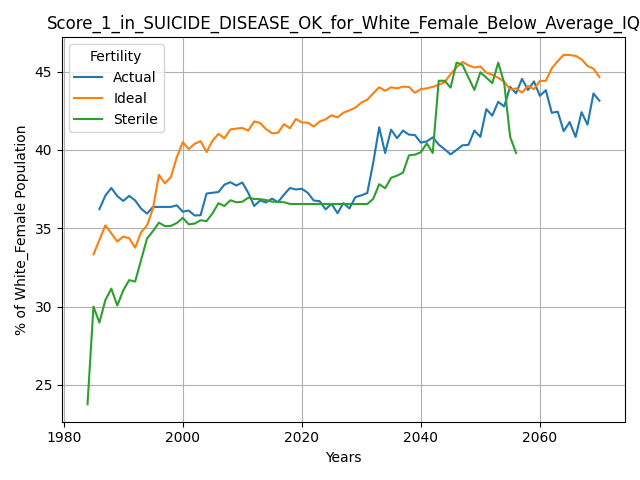 Score_1_in_SUICIDE_DISEASE_OK_for_White_Female_Below_Average_IQ
Fertility
Actual
Ideal
Sterile
% of White_Female Population
45
40
35
30
25
1980
2000
2020
2040
2060
Years